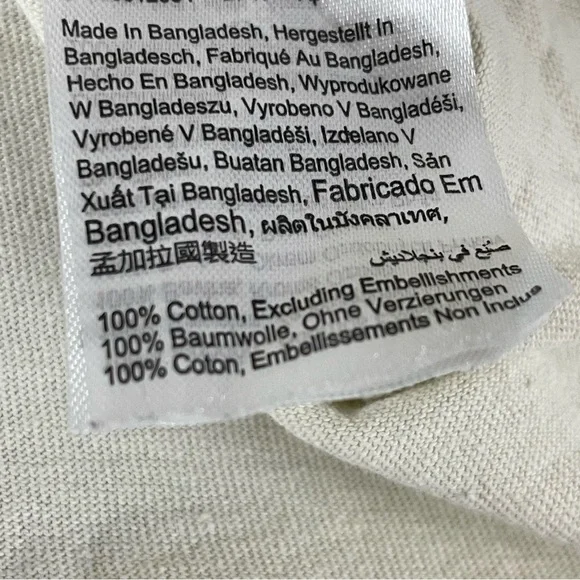 Made In Bangladesh, Hergestellt In
Bangladesch, Fabriqué Au Bangladesh,
Hecho En Bangladesh, Wyprodukowane
W Bangladeszu, Vyrobeno V Bangladéši,
Vyrobené V Bangladéši, Izdelano V
Bangladešu, Buatan Bangladesh, Sản
Xuất Tại Bangladesh, Fabricado Em
Bangladesh, ผลิตในบังคลาเทศ,
孟加拉國製造 صنع في بنجلاديش
100% Cotton, Excluding Embellishments
100% Baumwolle, Ohne Verzierungen
100% Coton, Embellissements Non Inclus